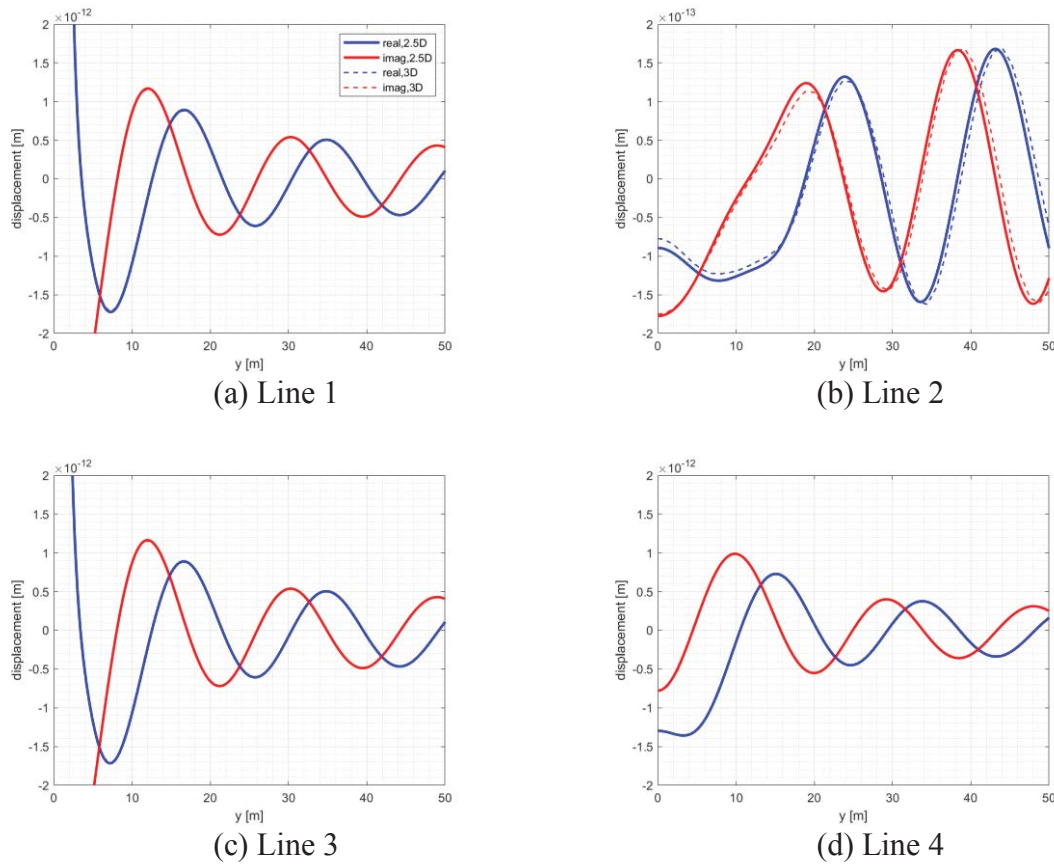 ×10⁻¹²
2
1.5
1
0.5
0
-0.5
-1
-1.5
-2
displacement [m]
real,2.5D
imag,2.5D
real,3D
imag,3D
0 10 20 30 40 50
y [m]
(a) Line 1
×10⁻¹³
2
1.5
1
0.5
0
-0.5
-1
-1.5
-2
displacement [m]
0 10 20 30 40 50
y [m]
(b) Line 2
×10⁻¹²
2
1.5
1
0.5
0
-0.5
-1
-1.5
-2
displacement [m]
0 10 20 30 40 50
y [m]
(c) Line 3
×10⁻¹²
2
1.5
1
0.5
0
-0.5
-1
-1.5
-2
displacement [m]
0 10 20 30 40 50
y [m]
(d) Line 4